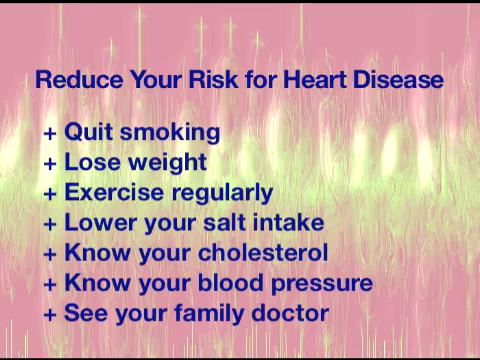 Reduce Your Risk for Heart Disease
+ Quit smoking
+ Lose weight
+ Exercise regularly
+ Lower your salt intake
+ Know your cholesterol
+ Know your blood pressure
+ See your family doctor